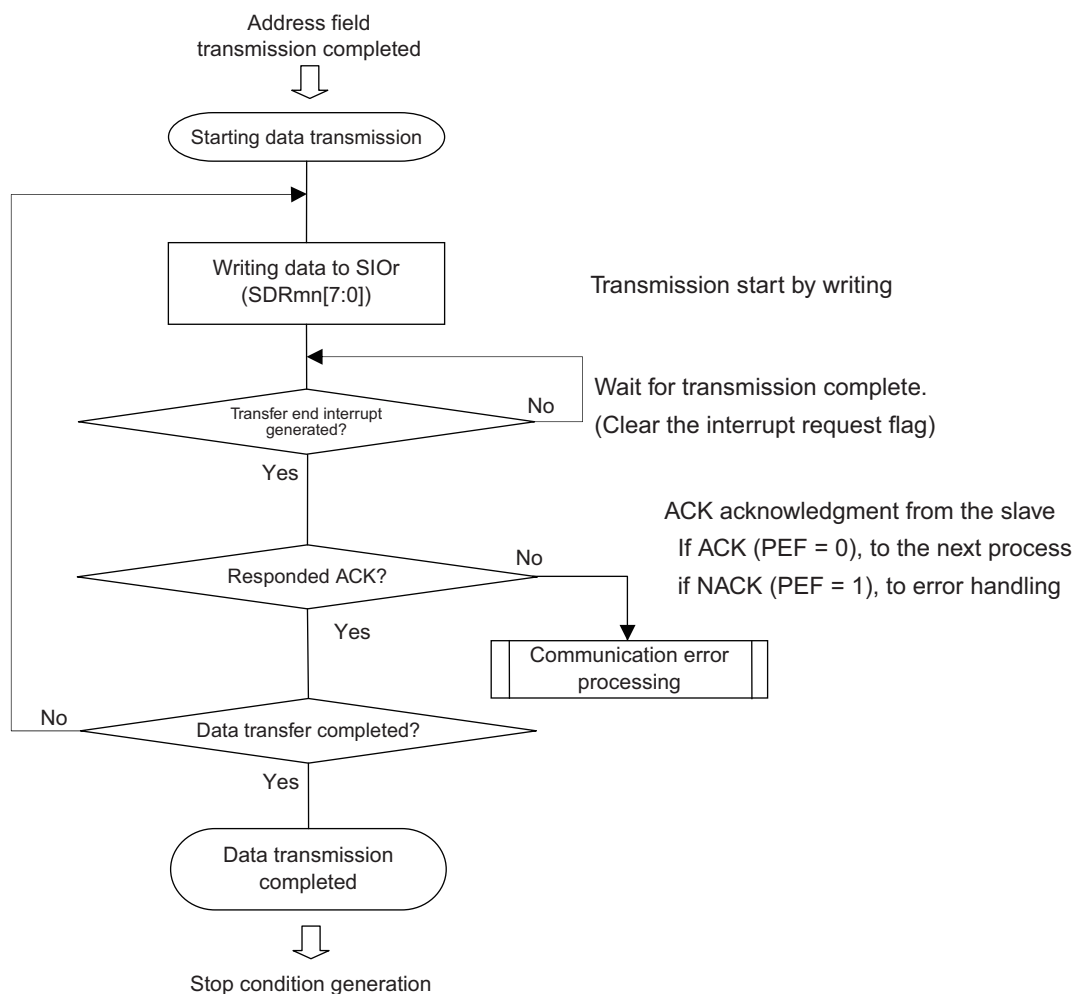 Address field
transmission completed
Starting data transmission
Writing data to SIOr
(SDRmn[7:0])
Transmission start by writing
Transfer end interrupt
generated?
No
Wait for transmission complete.
(Clear the interrupt request flag)
Yes
Responded ACK?
No
ACK acknowledgment from the slave
If ACK (PEF = 0), to the next process
if NACK (PEF = 1), to error handling
Yes
Communication error
processing
No
Data transfer completed?
Yes
Data transmission
completed
Stop condition generation